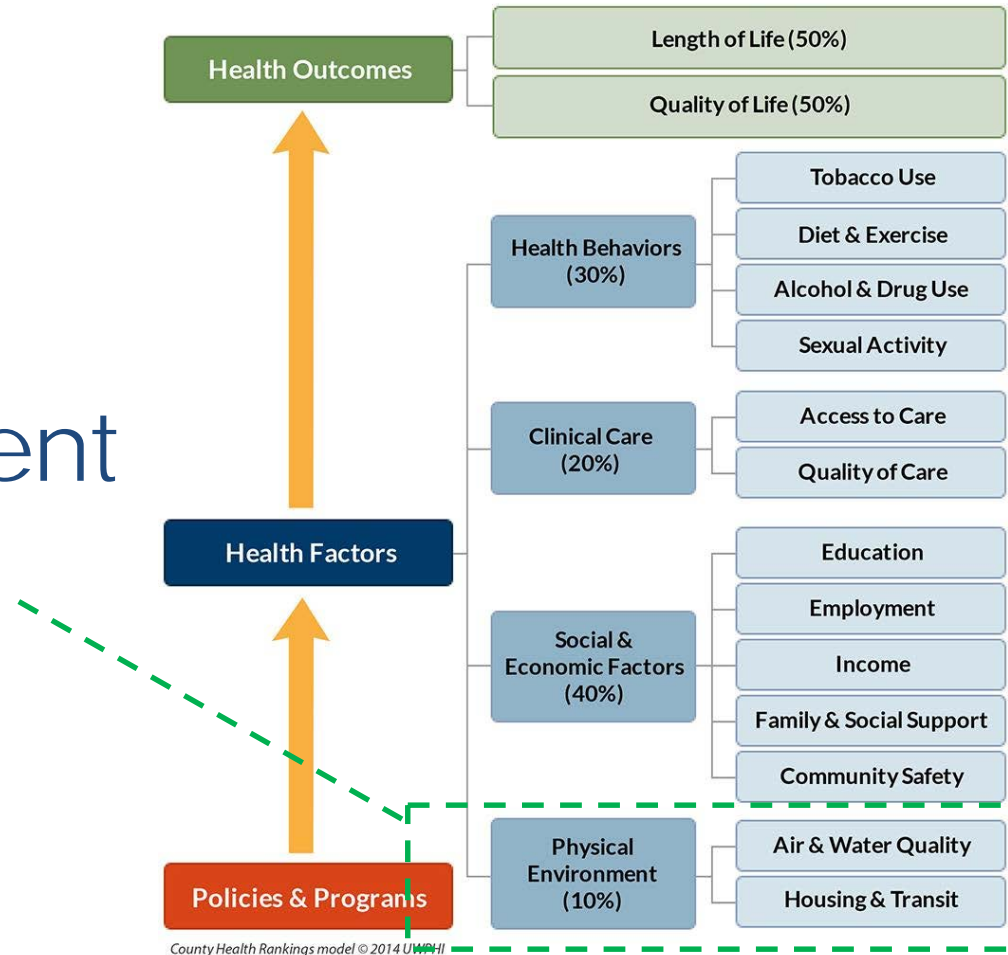 Health Outcomes
Length of Life (50%)
Quality of Life (50%)
Tobacco Use
Health Behaviors
(30%)
Diet & Exercise
Alcohol & Drug Use
Sexual Activity
ent
Clinical Care
(20%)
Access to Care
Quality of Care
Health Factors
Social &
Economic Factors
(40%)
Education
Employment
Income
Family & Social Support
Community Safety
Policies & Programs
Physical
Environment
(10%)
Air & Water Quality
Housing & Transit
County Health Rankings model © 2014 UWPHI